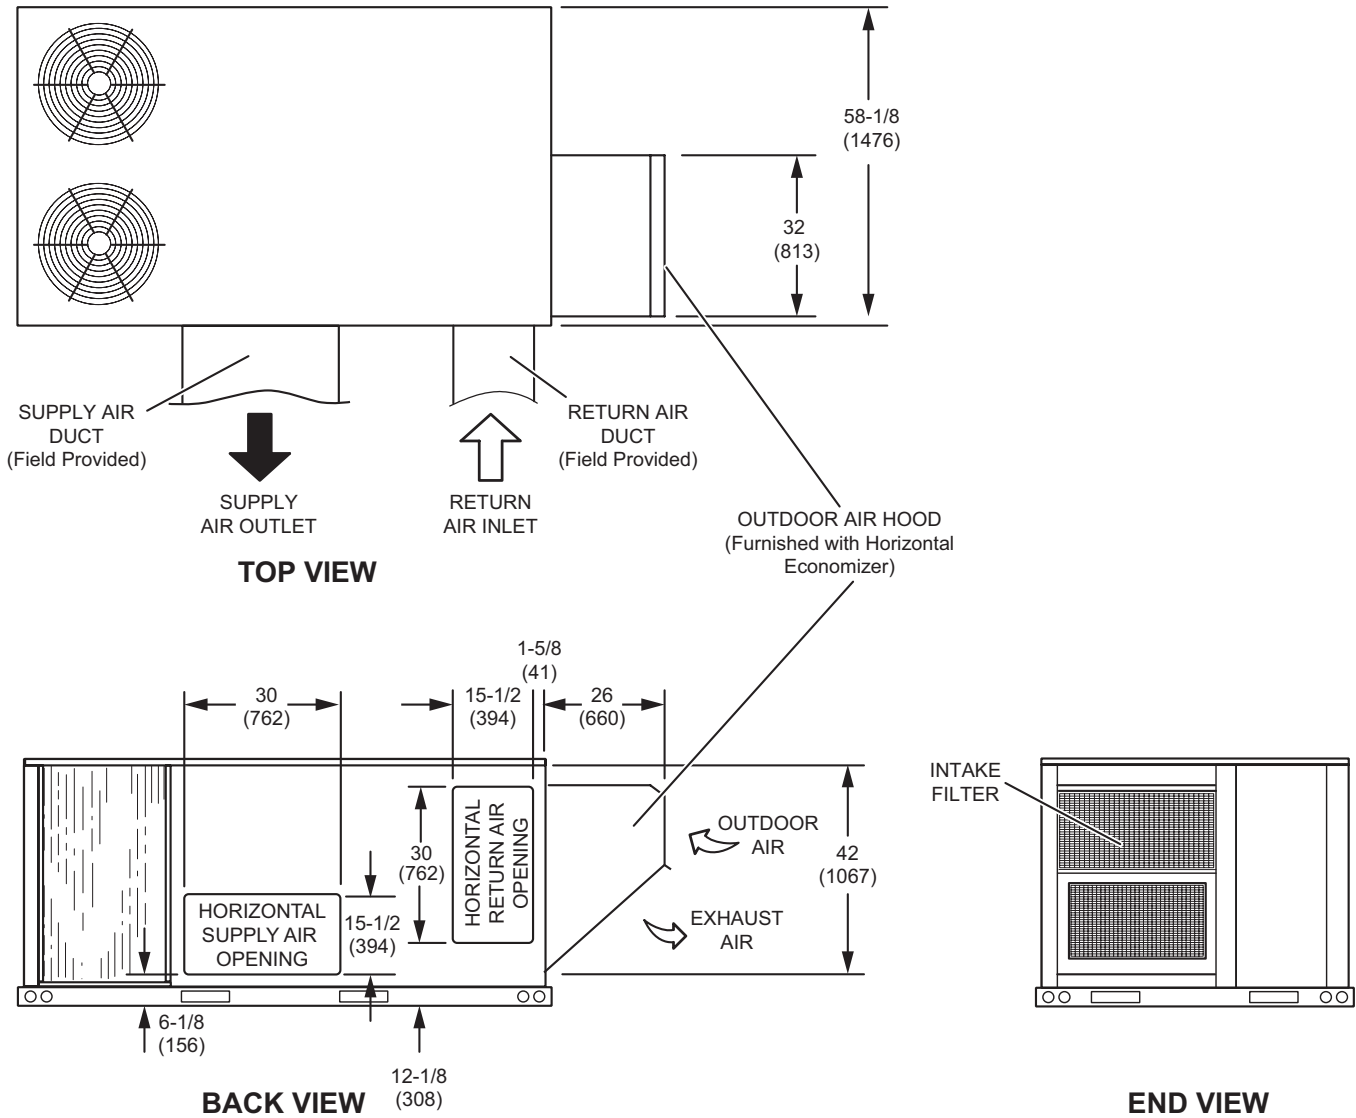 58-1/8
(1476)
32
(813)
SUPPLY AIR
DUCT
(Field Provided)
RETURN AIR
DUCT
(Field Provided)
SUPPLY
AIR OUTLET
RETURN
AIR INLET
OUTDOOR AIR HOOD
(Furnished with Horizontal
Economizer)
TOP VIEW
1-5/8
(41)
30
(762)
15-1/2
(394)
26
(660)
INTAKE
FILTER
HORIZONTAL
RETURN AIR
OPENING
30
(762)
OUTDOOR
AIR
42
(1067)
HORIZONTAL
SUPPLY AIR
OPENING
15-1/2
(394)
EXHAUST
AIR
6-1/8
(156)
12-1/8
(308)
BACK VIEW
END VIEW